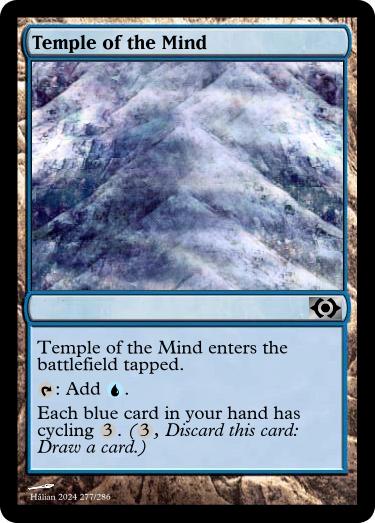 Temple of the Mind
Temple of the Mind enters the
battlefield tapped.
: Add .
Each blue card in your hand has
cycling 3. (3, Discard this card:
Draw a card.)
Hálian 2024 277/286